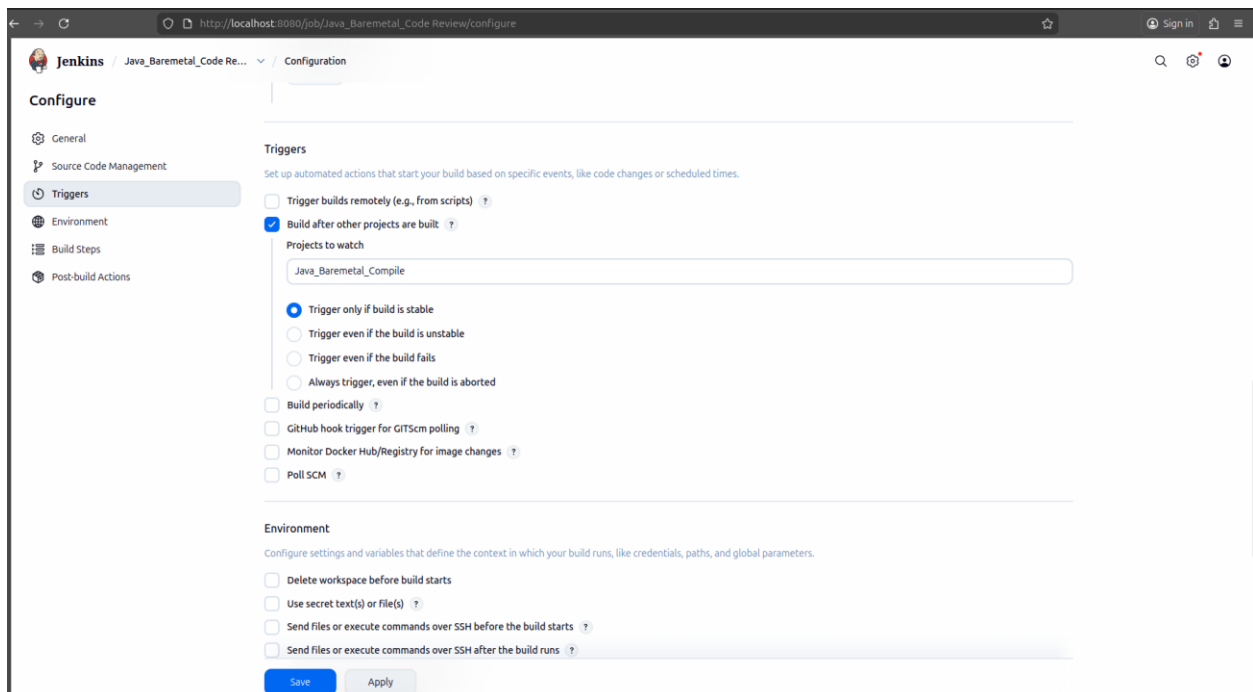 http://localhost:8080/job/Java_Baremetal_Code Review/configure
Sign in
Jenkins / Java_Baremetal_Code Re... / Configuration
Configure
General
Source Code Management
Triggers
Environment
Build Steps
Post-build Actions
Triggers
Set up automated actions that start your build based on specific events, like code changes or scheduled times.
Trigger builds remotely (e.g., from scripts) ?
Build after other projects are built ?
Projects to watch
Java_Baremetal_Compile
Trigger only if build is stable
Trigger even if the build is unstable
Trigger even if the build fails
Always trigger, even if the build is aborted
Build periodically ?
GitHub hook trigger for GITScm polling ?
Monitor Docker Hub/Registry for image changes ?
Poll SCM ?
Environment
Configure settings and variables that define the context in which your build runs, like credentials, paths, and global parameters.
Delete workspace before build starts
Use secret text(s) or file(s) ?
Send files or execute commands over SSH before the build starts ?
Send files or execute commands over SSH after the build runs ?
Save
Apply